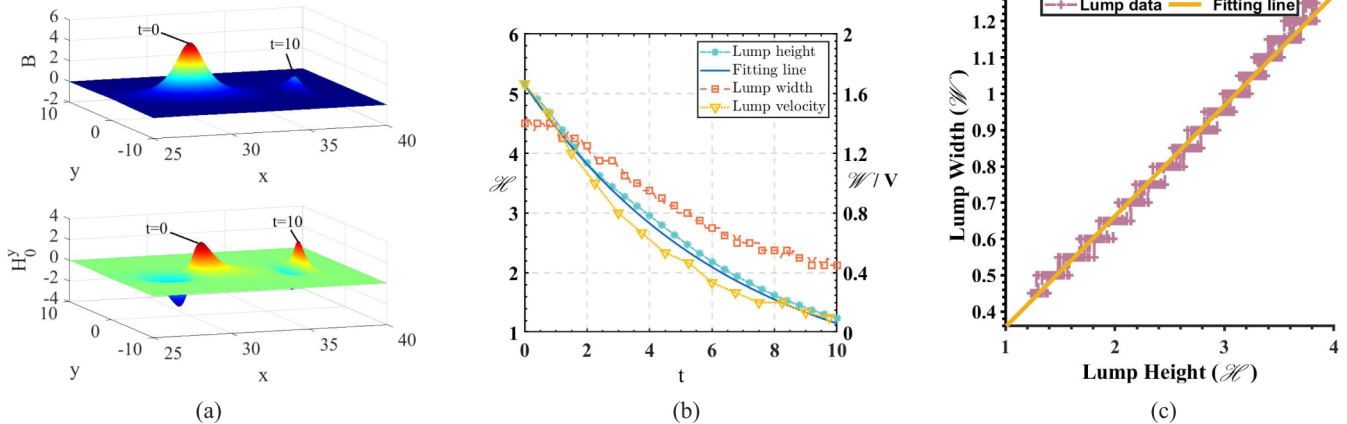 B
6
4
2
0
-2
10
0
-10
y
25
30
35
40
x
t=0
t=10
H₀ʸ
4
2
0
-2
-4
10
0
-10
y
25
30
35
40
x
t=0
t=10
(a)
ℋ
6
5
4
3
2
1
Lump height
Fitting line
Lump width
Lump velocity
2
1.6
1.2
0.8
0.4
0
𝒲 / V
0 2 4 6 8 10
t
(b)
Lump data Fitting line
Lump Width (𝒲)
1.2
1.1
1
0.9
0.8
0.7
0.6
0.5
0.4
1 2 3 4
Lump Height (ℋ)
(c)